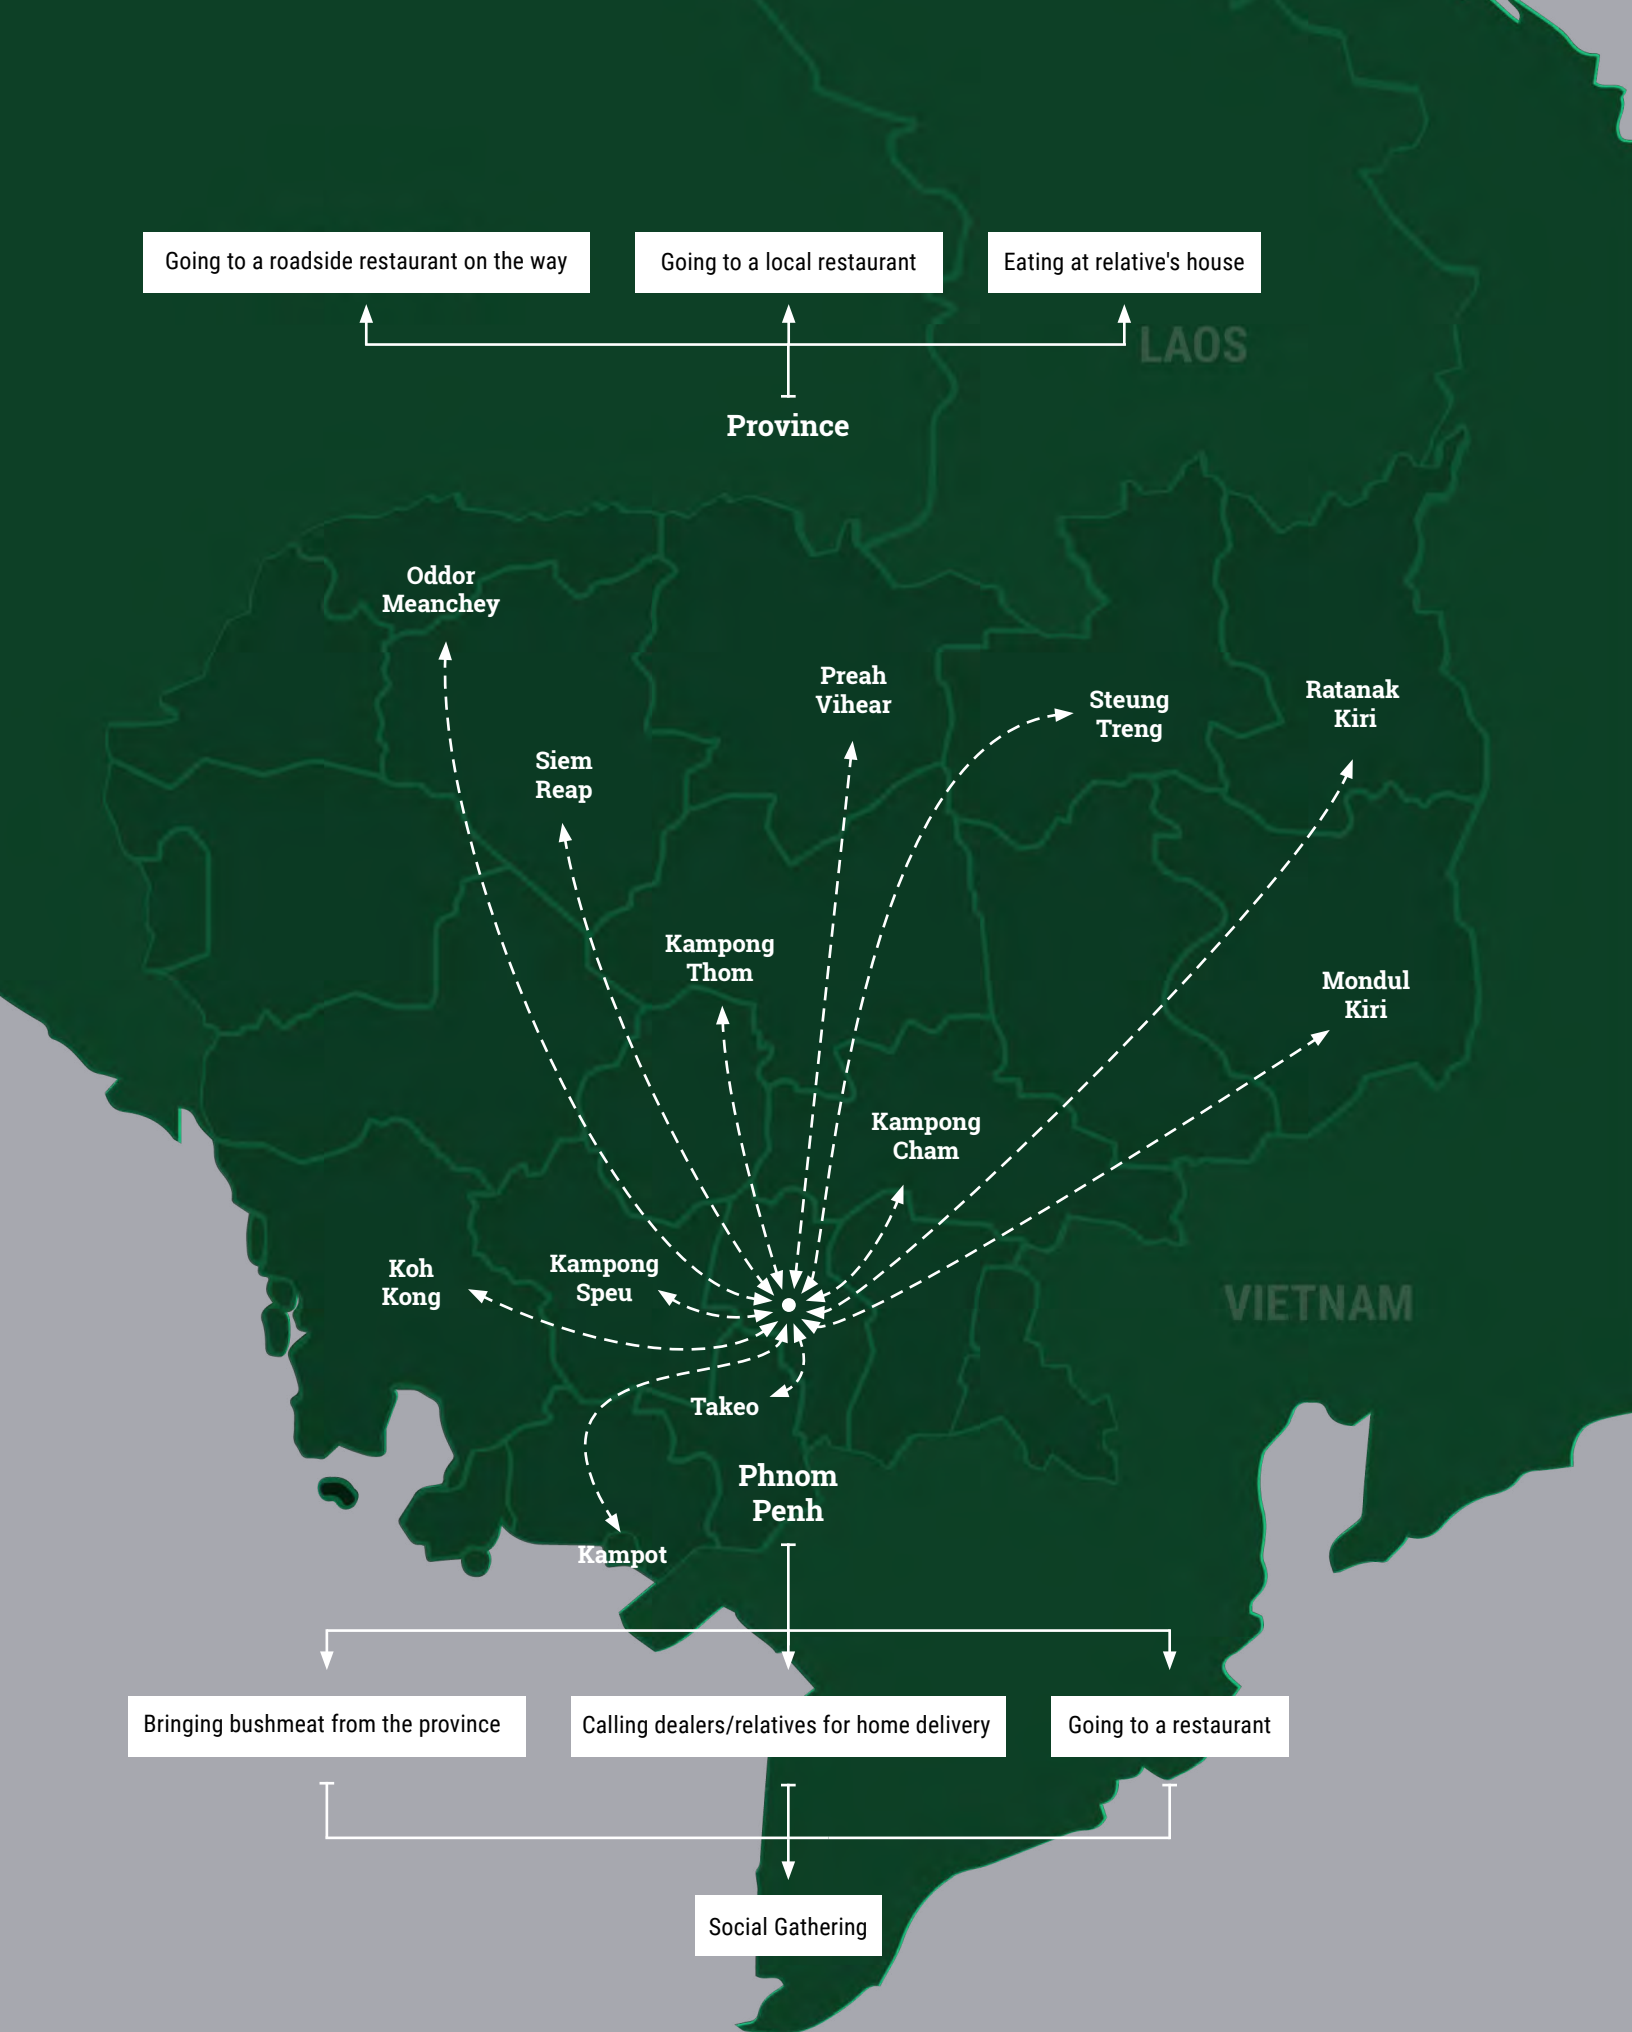 Going to a roadside restaurant on the way
Going to a local restaurant
Eating at relative's house
LAOS
Province
Oddor
Meanchey
Preah
Vihear
Steung
Treng
Ratanak
Kiri
Siem
Reap
Kampong
Thom
Mondul
Kiri
Kampong
Cham
Koh
Kong
Kampong
Speu
VIETNAM
Takeo
Phnom
Penh
Kampot
Bringing bushmeat from the province
Calling dealers/relatives for home delivery
Going to a restaurant
Social Gathering